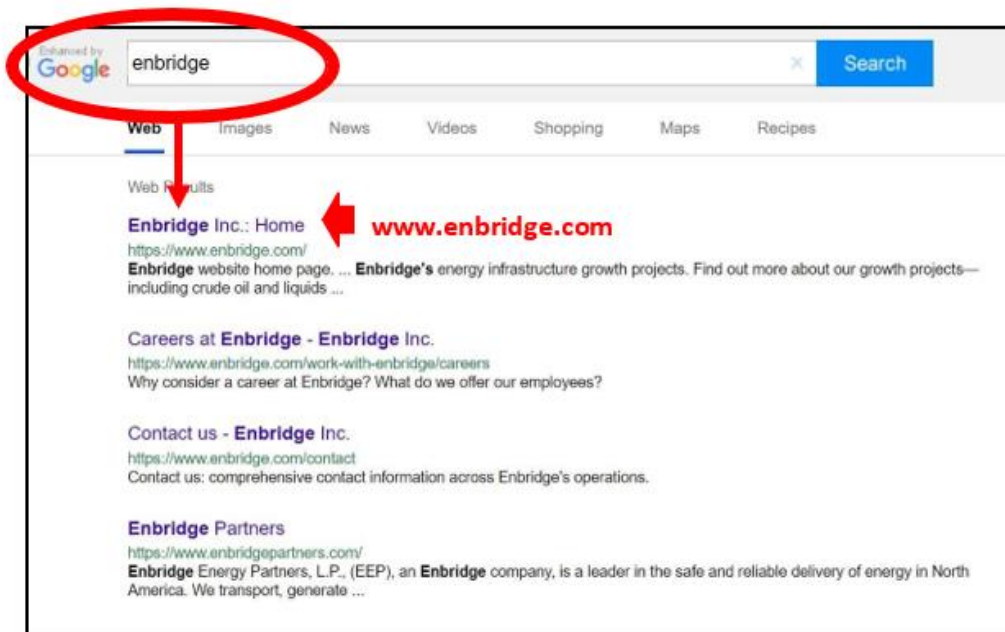 Enhanced by
Google
enbridge
×
Search
Web Images News Videos Shopping Maps Recipes
Web Results
Enbridge Inc.: Home
www.enbridge.com
https://www.enbridge.com/
Enbridge website home page. ... Enbridge's energy infrastructure growth projects. Find out more about our growth projects—
including crude oil and liquids ...
Careers at Enbridge - Enbridge Inc.
https://www.enbridge.com/work-with-enbridge/careers
Why consider a career at Enbridge? What do we offer our employees?
Contact us - Enbridge Inc.
https://www.enbridge.com/contact
Contact us: comprehensive contact information across Enbridge's operations.
Enbridge Partners
https://www.enbridgepartners.com/
Enbridge Energy Partners, L.P., (EEP), an Enbridge company, is a leader in the safe and reliable delivery of energy in North
America. We transport, generate ...